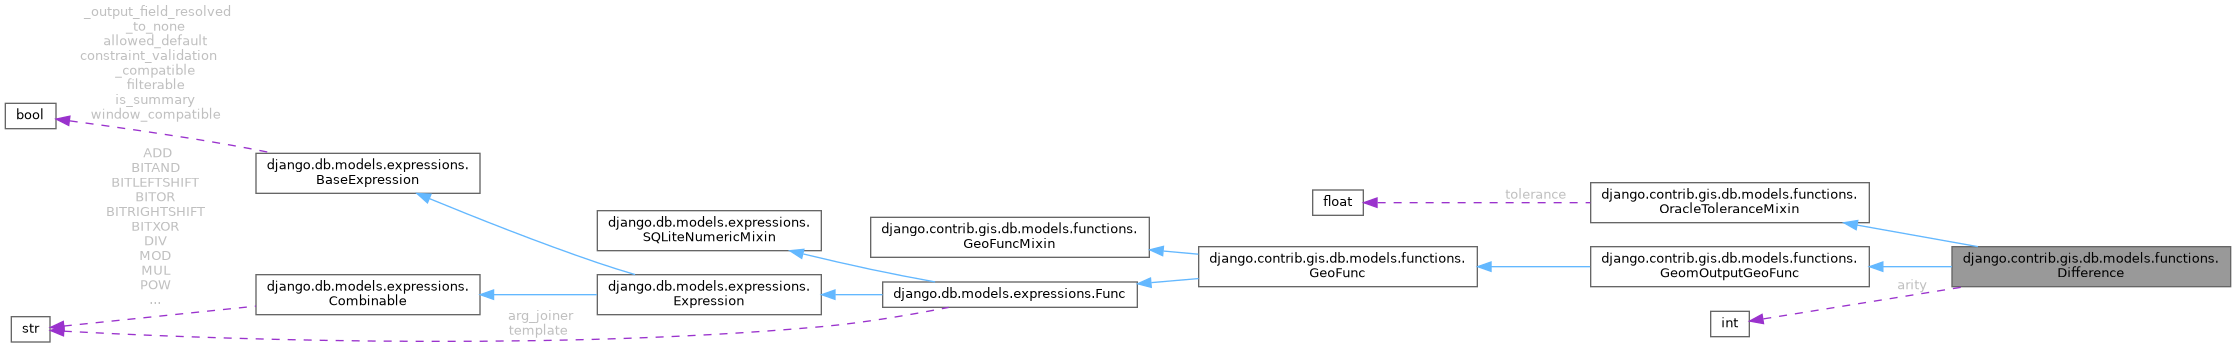 _output_field_resolved
_to_none
allowed_default
constraint_validation
_compatible
filterable
is_summary
window_compatible
bool
ADD
BITAND
BITLEFTSHIFT
BITOR
BITRIGHTSHIFT
BITXOR
DIV
MOD
MUL
POW
...
str
django.db.models.expressions.
BaseExpression
django.db.models.expressions.
Combinable
arg_joiner
template
django.db.models.expressions.
SQLiteNumericMixin
django.db.models.expressions.
Expression
django.contrib.gis.db.models.functions.
GeoFuncMixin
django.db.models.expressions.Func
django.contrib.gis.db.models.functions.
GeoFunc
float
tolerance
django.contrib.gis.db.models.functions.
OracleToleranceMixin
django.contrib.gis.db.models.functions.
GeomOutputGeoFunc
int
arity
django.contrib.gis.db.models.functions.
Difference